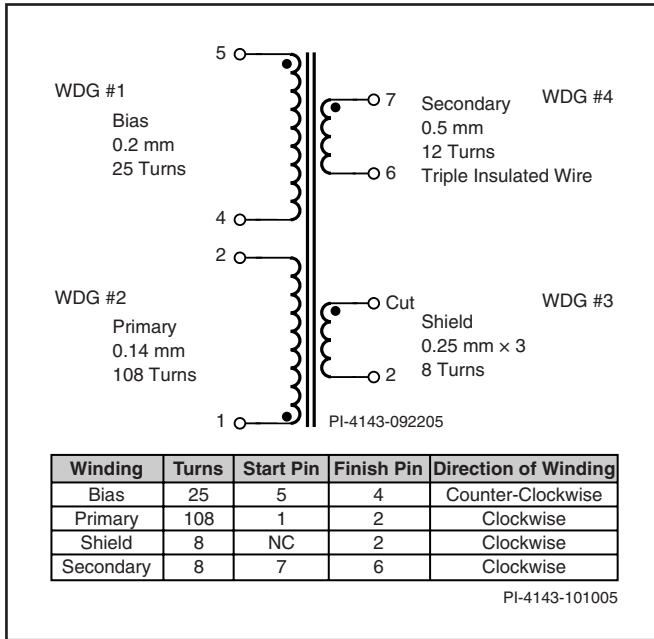 5
WDG #1
Bias
0.2 mm
25 Turns
4
7
Secondary
WDG #4
0.5 mm
12 Turns
6
Triple Insulated Wire
2
WDG #2
Primary
0.14 mm
108 Turns
1
Cut
WDG #3
Shield
0.25 mm × 3
8 Turns
2
PI-4143-092205
Winding Turns Start Pin Finish Pin Direction of Winding
Bias 25 5 4 Counter-Clockwise
Primary 108 1 2 Clockwise
Shield 8 NC 2 Clockwise
Secondary 8 7 6 Clockwise
PI-4143-101005